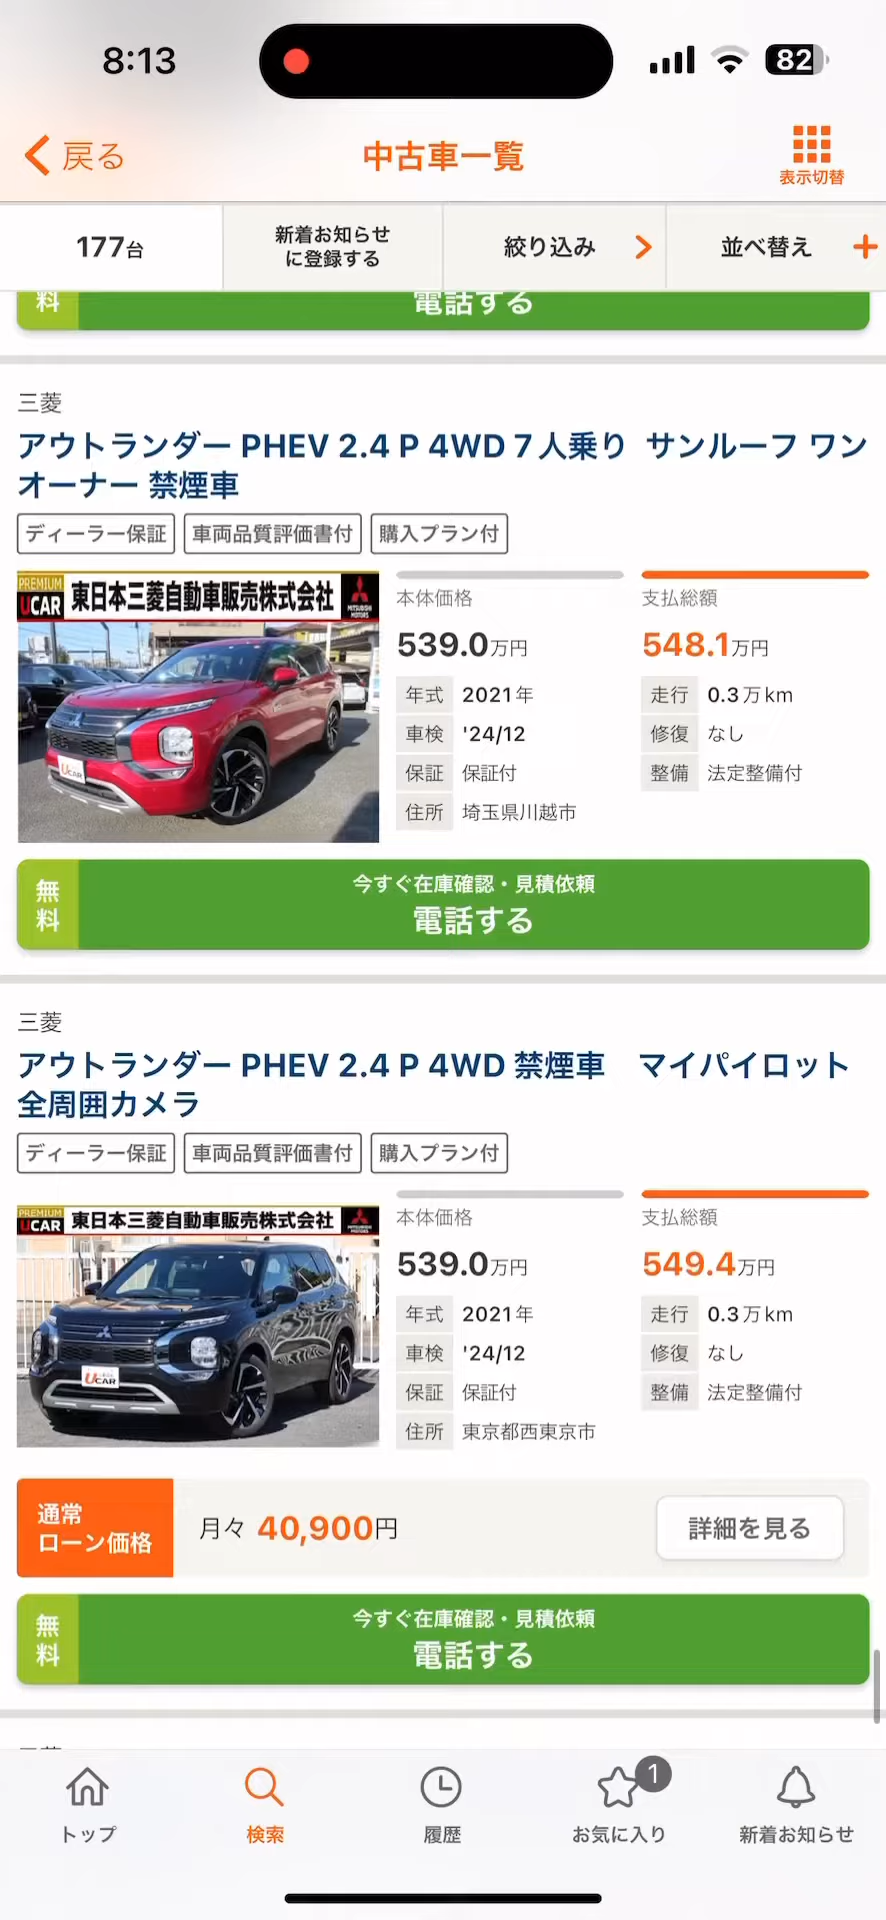 8:13
82
戻る
中古車一覧
表示切替
177台
新着お知らせ
に登録する
絞り込み
並べ替え
無料
電話する
三菱
アウトランダー PHEV 2.4 P 4WD 7人乗り サンルーフ ワン
オーナー 禁煙車
ディーラー保証 車両品質評価書付 購入プラン付
PREMIUM
UCAR
東日本三菱自動車販売株式会社
MITSUBISHI
MOTORS
UCAR
本体価格
539.0万円
支払総額
548.1万円
年式 2021年
走行 0.3万km
車検 '24/12
修復 なし
保証 保証付
整備 法定整備付
住所 埼玉県川越市
無料
今すぐ在庫確認・見積依頼
電話する
三菱
アウトランダー PHEV 2.4 P 4WD 禁煙車　マイパイロット
全周囲カメラ
ディーラー保証 車両品質評価書付 購入プラン付
PREMIUM
UCAR
東日本三菱自動車販売株式会社
UCAR
本体価格
539.0万円
支払総額
549.4万円
年式 2021年
走行 0.3万km
車検 '24/12
修復 なし
保証 保証付
整備 法定整備付
住所 東京都西東京市
通常
ローン価格
月々 40,900円
詳細を見る
無料
今すぐ在庫確認・見積依頼
電話する
トップ
検索
履歴
1
お気に入り
新着お知らせ